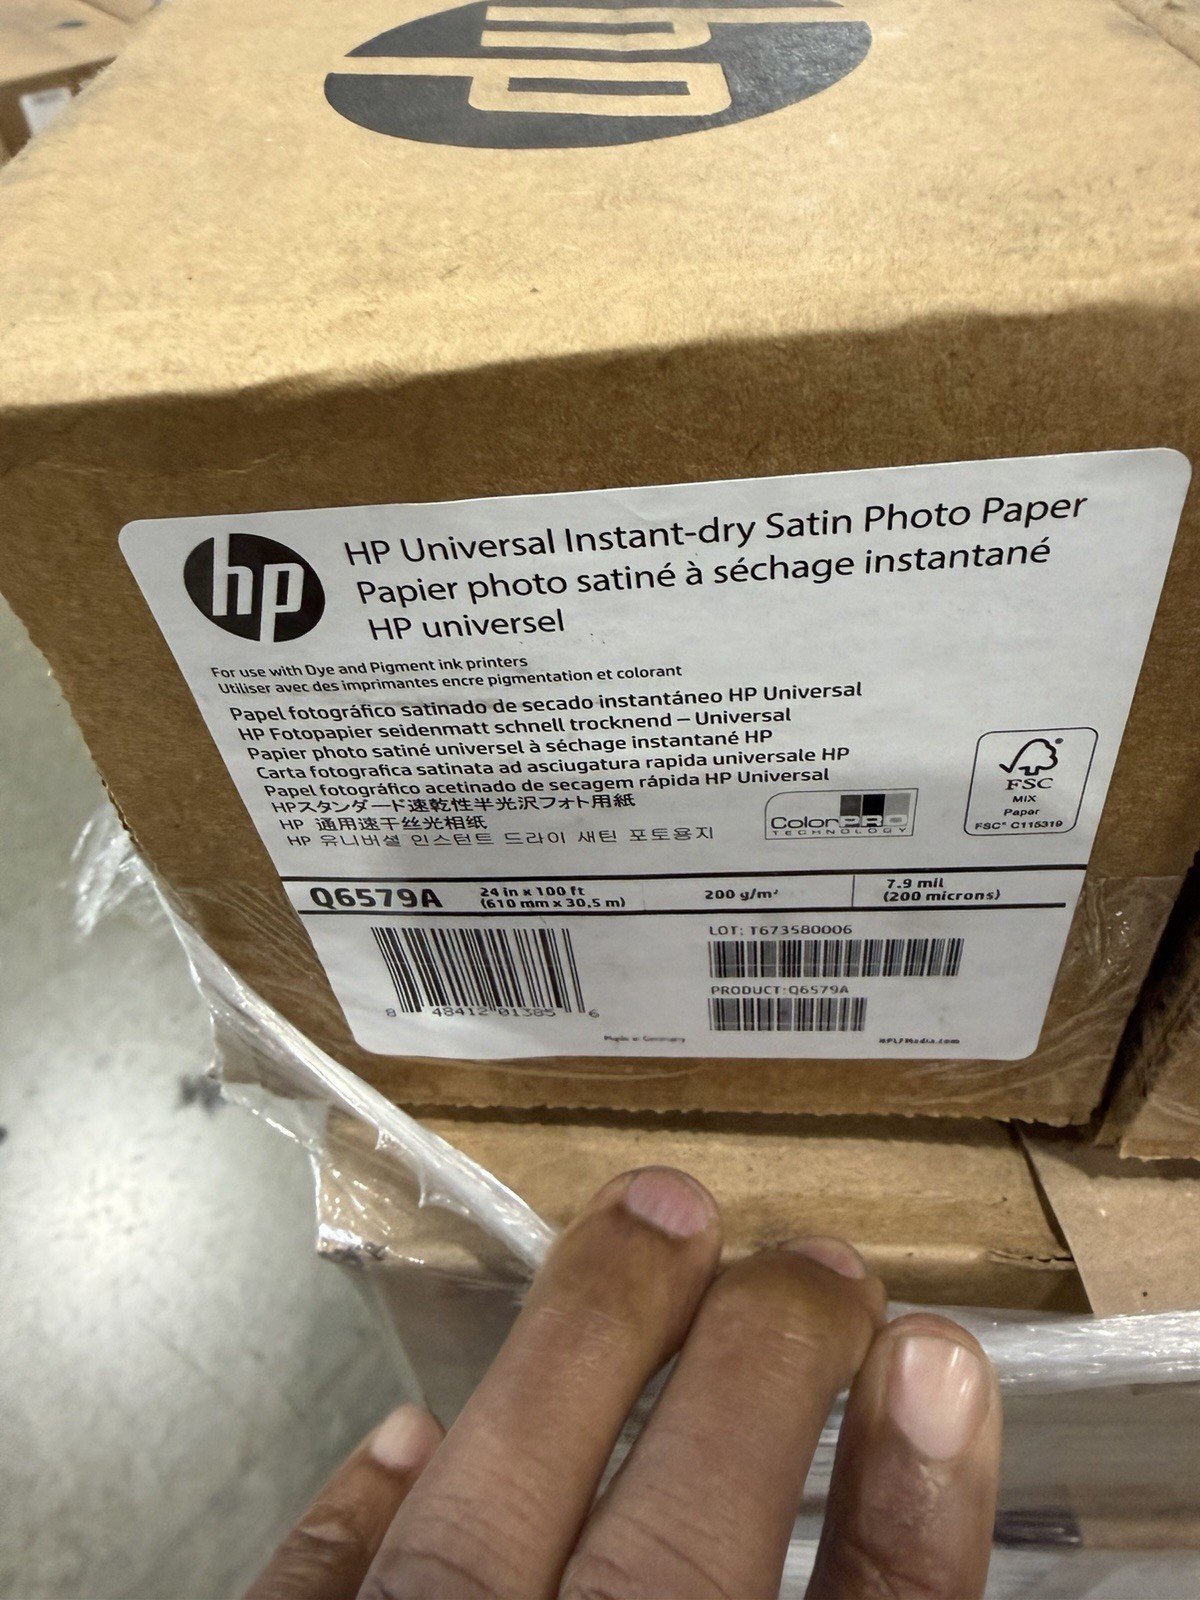 hp
hp
HP Universal Instant-dry Satin Photo Paper
Papier photo satiné à séchage instantané
HP universel
For use with Dye and Pigment ink printers
Utiliser avec des imprimantes encre pigmentation et colorant
Papel fotográfico satinado de secado instantáneo HP Universal
HP Fotopapier seidenmatt schnell trocknend – Universal
Papier photo satiné universel à séchage instantané HP
Carta fotografica satinata ad asciugatura rapida universale HP
Papel fotográfico acetinado de secagem rápida HP Universal
HPスタンダード速乾性半光沢フォト用紙
HP 通用速干丝光相纸
HP 유니버설 인스턴트 드라이 새틴 포토용지
ColorPRO
TECHNOLOGY
FSC
MIX
Paper
FSC® C115319
Q6579A 24 in x 100 ft 200 g/m² 7.9 mil
(610 mm x 30,5 m) (200 microns)
LOT: T673580006
PRODUCT:Q6579A
8 48412 01385 6
Made in Germany
HPLFMedia.com